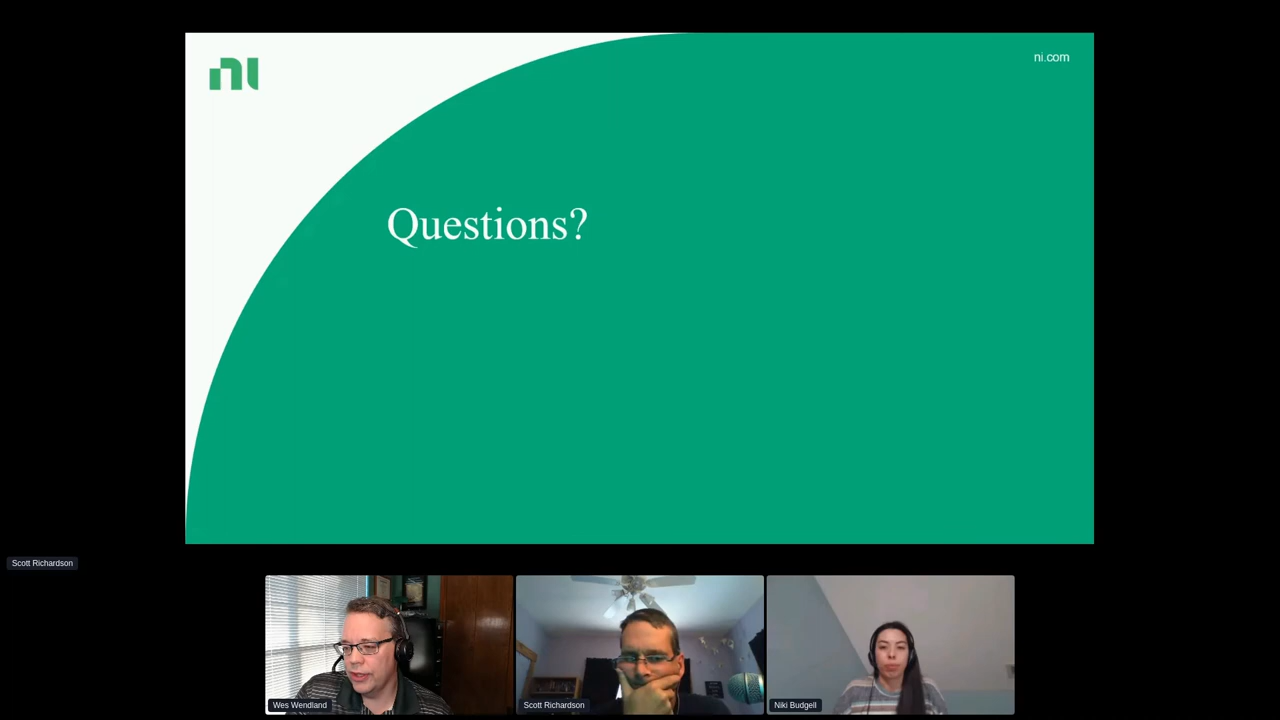 ni
ni.com
Questions?
Scott Richardson
Wes Wendland
Scott Richardson
Niki Budgell